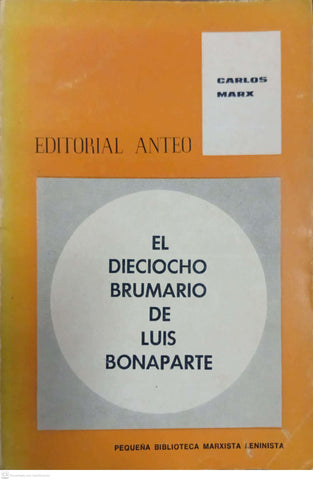 CARLOS
MARX
EDITORIAL ANTEO
EL
DIECIOCHO
BRUMARIO
DE
LUIS
BONAPARTE
PEQUEÑA BIBLIOTECA MARXISTA LENINISTA